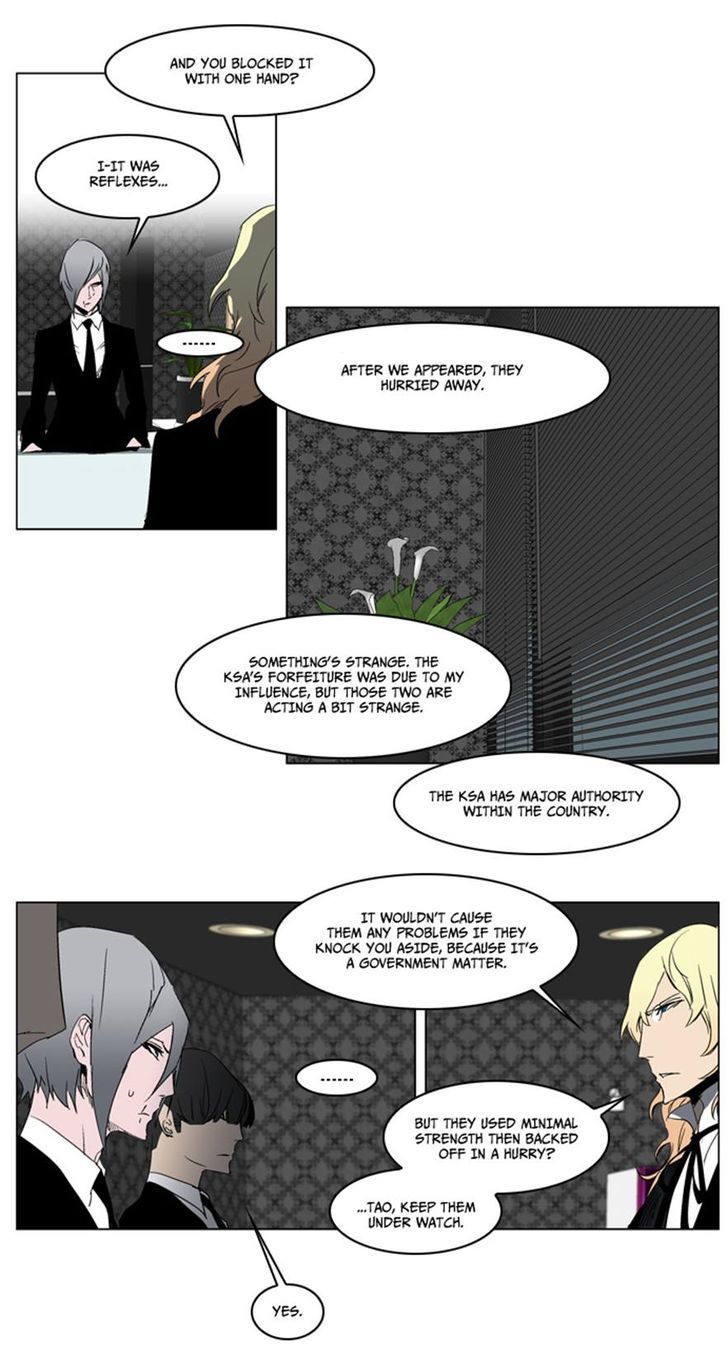 AND YOU BLOCKED IT
WITH ONE HAND?
I-IT WAS
REFLEXES...
------
AFTER WE APPEARED, THEY
HURRIED AWAY.
SOMETHING'S STRANGE. THE
KSA'S FORFEITURE WAS DUE TO MY
INFLUENCE, BUT THOSE TWO ARE
ACTING A BIT STRANGE.
THE KSA HAS MAJOR AUTHORITY
WITHIN THE COUNTRY.
IT WOULDN'T CAUSE
THEM ANY PROBLEMS IF THEY
KNOCK YOU ASIDE, BECAUSE IT'S
A GOVERNMENT MATTER.
------
BUT THEY USED MINIMAL
STRENGTH THEN BACKED
OFF IN A HURRY?
...TAO, KEEP THEM
UNDER WATCH.
YES.